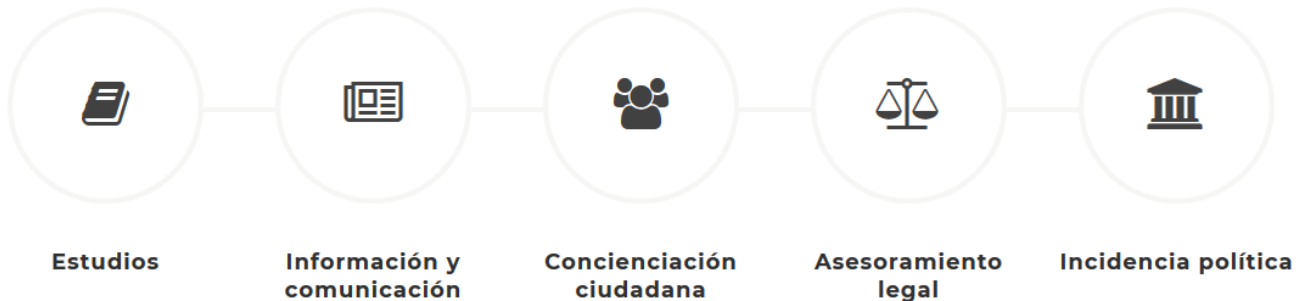 Estudios
Información y
comunicación
Concienciación
ciudadana
Asesoramiento
legal
Incidencia política